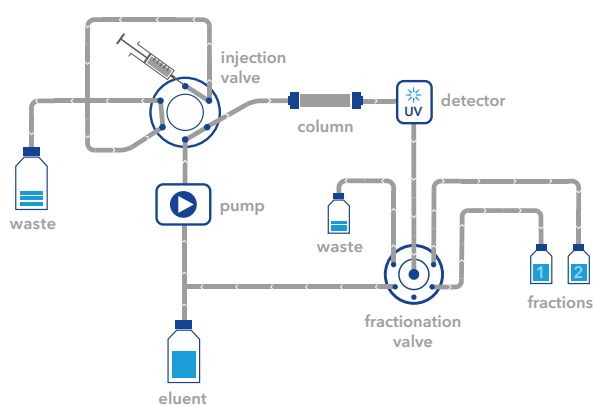 injection
valve
UV
detector
column
waste
pump
waste
1
2
fractions
fractionation
valve
eluent